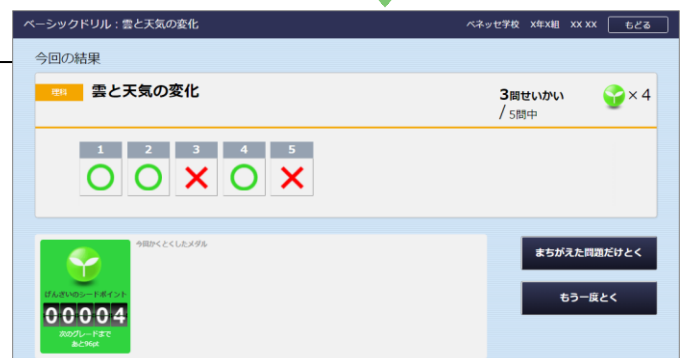 ベーシックドリル：雲と天気の変化
ベネッセ学校 X年X組 XX XX もどる
今回の結果
理科 雲と天気の変化
3問せいかい × 4
/ 5問中
1 2 3 4 5
今回かくとくしたメダル
まちがえた問題だけとく
げんざいのシードポイント
もう一度とく
00004
次のグレードまで
あと96pt